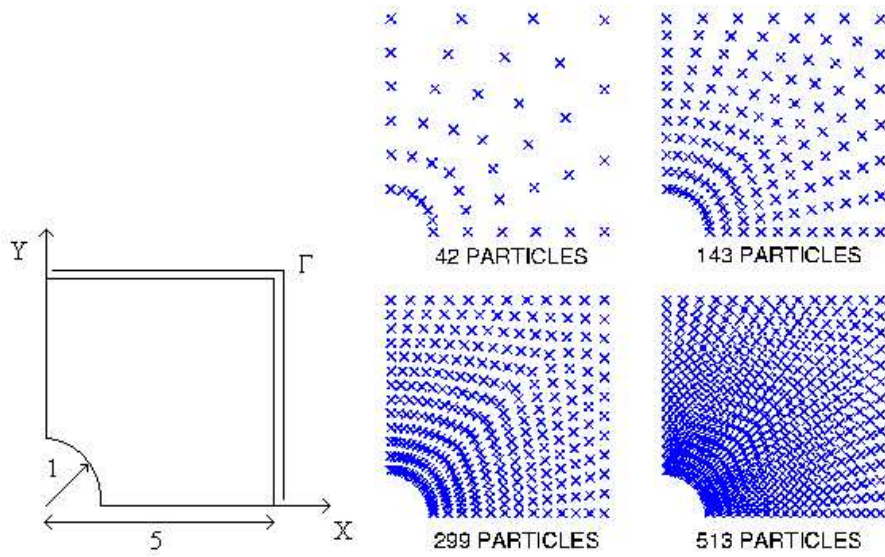 42 PARTICLES
143 PARTICLES
Y
Γ
1
X
5
299 PARTICLES
513 PARTICLES